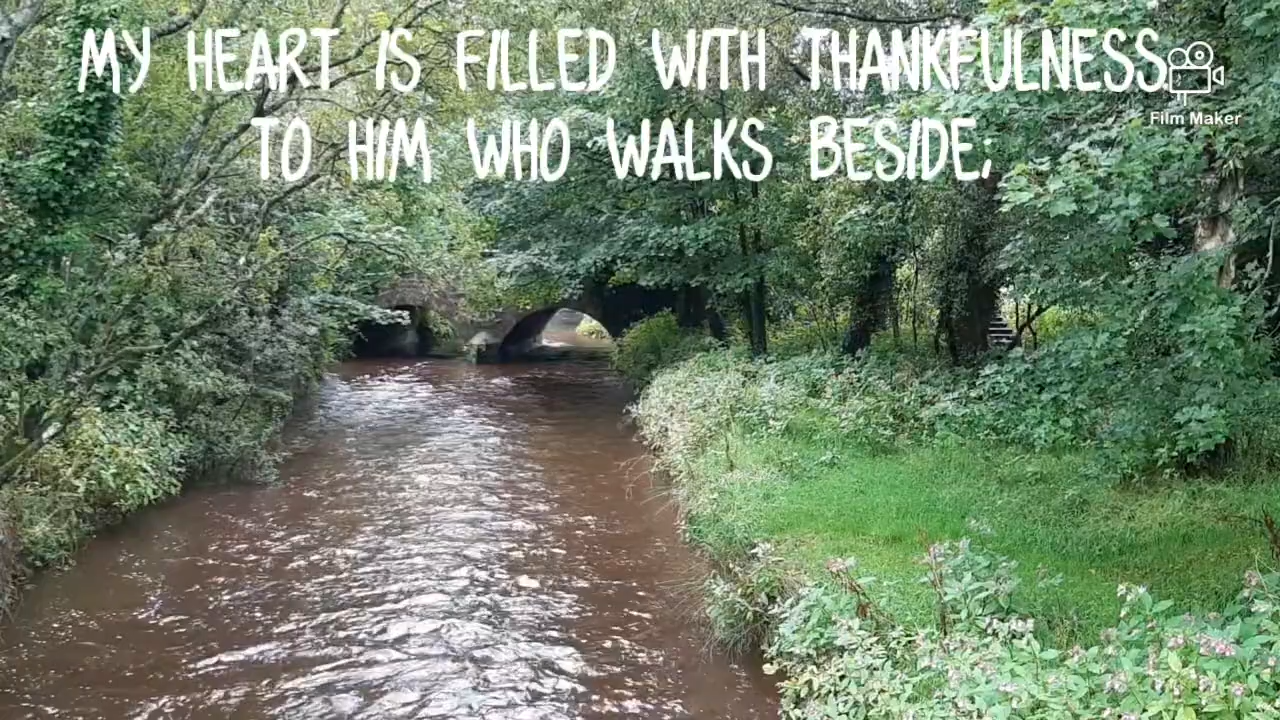 MY HEART IS FILLED WITH THANKFULNESS
TO HIM WHO WALKS BESIDE;
Film Maker